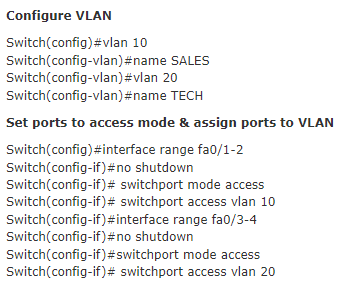 Configure VLAN
Switch(config)#vlan 10
Switch(config-vlan)#name SALES
Switch(config-vlan)#vlan 20
Switch(config-vlan)#name TECH
Set ports to access mode & assign ports to VLAN
Switch(config)#interface range fa0/1-2
Switch(config-if)#no shutdown
Switch(config-if)# switchport mode access
Switch(config-if)# switchport access vlan 10
Switch(config-if)#interface range fa0/3-4
Switch(config-if)#no shutdown
Switch(config-if)#switchport mode access
Switch(config-if)# switchport access vlan 20